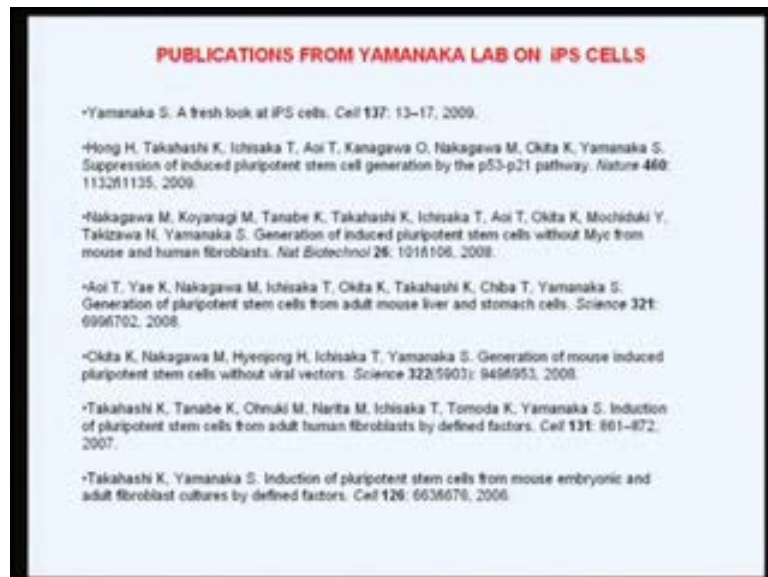 PUBLICATIONS FROM YAMANAKA LAB ON iPS CELLS
•Yamanaka S. A fresh look at iPS cells. Cell 137: 13–17, 2009.
•Hong H, Takahashi K, Ichisaka T, Aoi T, Kanagawa O, Nakagawa M, Okita K, Yamanaka S.
Suppression of induced pluripotent stem cell generation by the p53-p21 pathway. Nature 460:
1132ñ1135, 2009.
•Nakagawa M, Koyanagi M, Tanabe K, Takahashi K, Ichisaka T, Aoi T, Okita K, Mochiduki Y,
Takizawa N, Yamanaka S. Generation of induced pluripotent stem cells without Myc from
mouse and human fibroblasts. Nat Biotechnol 26: 101ñ106, 2008.
•Aoi T, Yae K, Nakagawa M, Ichisaka T, Okita K, Takahashi K, Chiba T, Yamanaka S.
Generation of pluripotent stem cells from adult mouse liver and stomach cells. Science 321:
699ñ702, 2008.
•Okita K, Nakagawa M, Hyenjong H, Ichisaka T, Yamanaka S. Generation of mouse induced
pluripotent stem cells without viral vectors. Science 322(5903): 949ñ953, 2008.
•Takahashi K, Tanabe K, Ohnuki M, Narita M, Ichisaka T, Tomoda K, Yamanaka S. Induction
of pluripotent stem cells from adult human fibroblasts by defined factors. Cell 131: 861–872,
2007.
•Takahashi K, Yamanaka S. Induction of pluripotent stem cells from mouse embryonic and
adult fibroblast cultures by defined factors. Cell 126: 663ñ676, 2006.